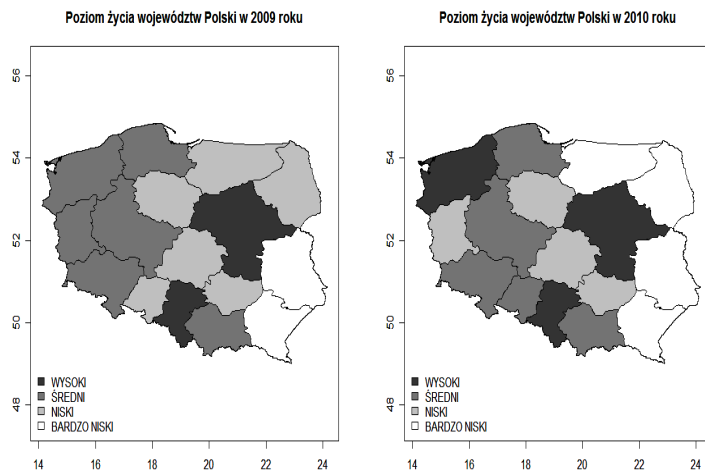 Poziom życia województw Polski w 2009 roku
56
54
52
50
48
WYSOKI
ŚREDNI
NISKI
BARDZO NISKI
14 16 18 20 22 24
Poziom życia województw Polski w 2010 roku
56
54
52
50
48
WYSOKI
ŚREDNI
NISKI
BARDZO NISKI
14 16 18 20 22 24